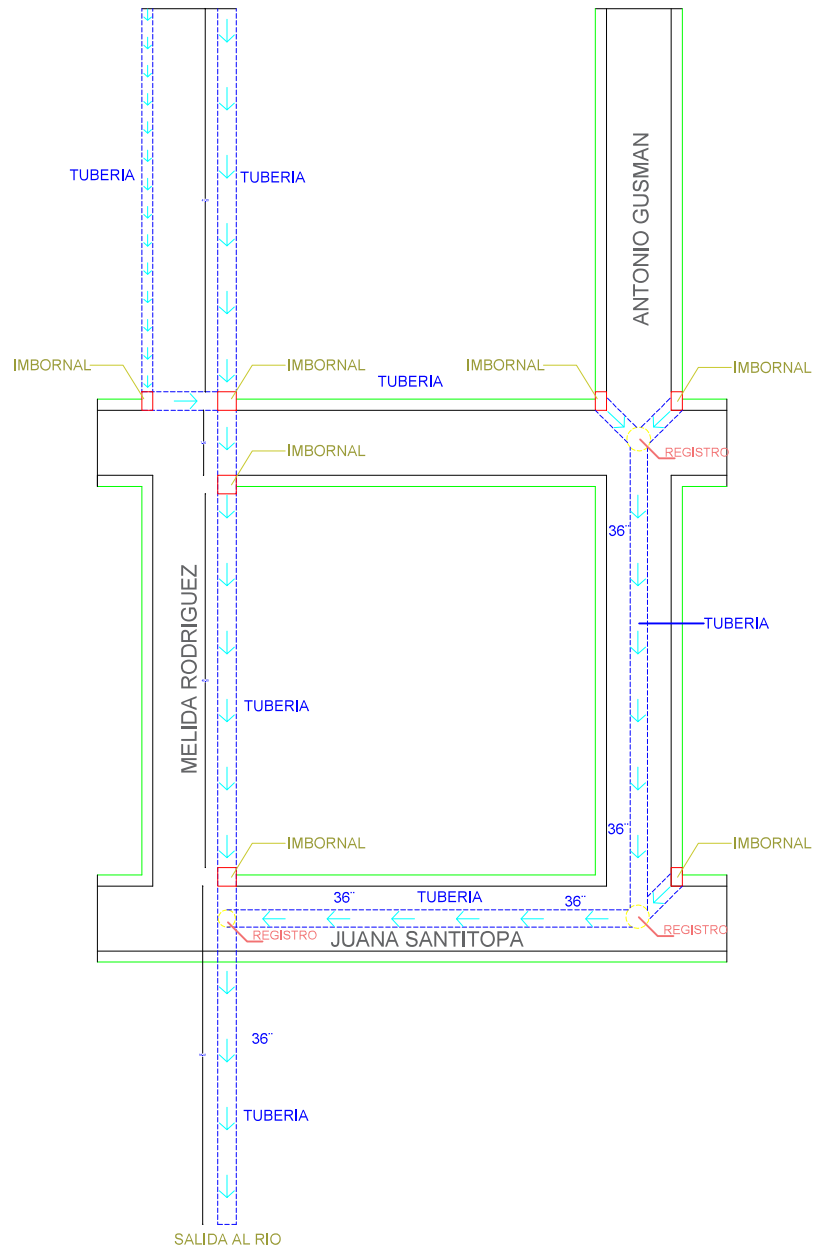 ANTONIO GUSMAN
TUBERIA
TUBERIA
IMBORNAL
IMBORNAL
IMBORNAL
IMBORNAL
TUBERIA
IMBORNAL
REGISTRO
36¨
MELIDA RODRIGUEZ
TUBERIA
TUBERIA
36¨
IMBORNAL
IMBORNAL
36¨
TUBERIA
36¨
REGISTRO
JUANA SANTITOPA
REGISTRO
36¨
TUBERIA
SALIDA AL RIO